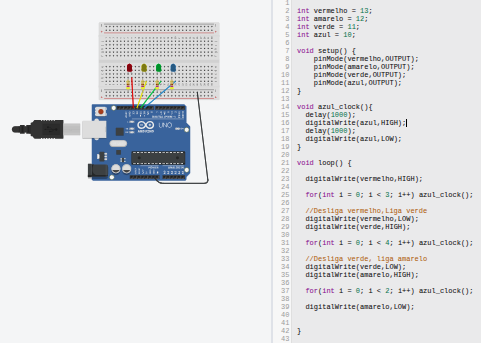 UNO
1
2 int vermelho = 13;
3 int amarelo = 12;
4 int verde = 11;
5 int azul = 10;
6
7 void setup() {
8 pinMode(vermelho,OUTPUT);
9 pinMode(amarelo,OUTPUT);
10 pinMode(verde,OUTPUT);
11 pinMode(azul,OUTPUT);
12 }
13
14 void azul_clock(){
15 delay(1000);
16 digitalWrite(azul,HIGH);
17 delay(1000);
18 digitalWrite(azul,LOW);
19 }
20
21 void loop() {
22
23 digitalWrite(vermelho,HIGH);
24
25 for(int i = 0; i < 3; i++) azul_clock();
26
27 //Desliga vermelho,Liga verde
28 digitalWrite(vermelho,LOW);
29 digitalWrite(verde,HIGH);
30
31 for(int i = 0; i < 4; i++) azul_clock();
32
33 //Desliga verde, liga amarelo
34 digitalWrite(verde,LOW);
35 digitalWrite(amarelo,HIGH);
36
37 for(int i = 0; i < 2; i++) azul_clock();
38
39 digitalWrite(amarelo,LOW);
40
41
42 }
43